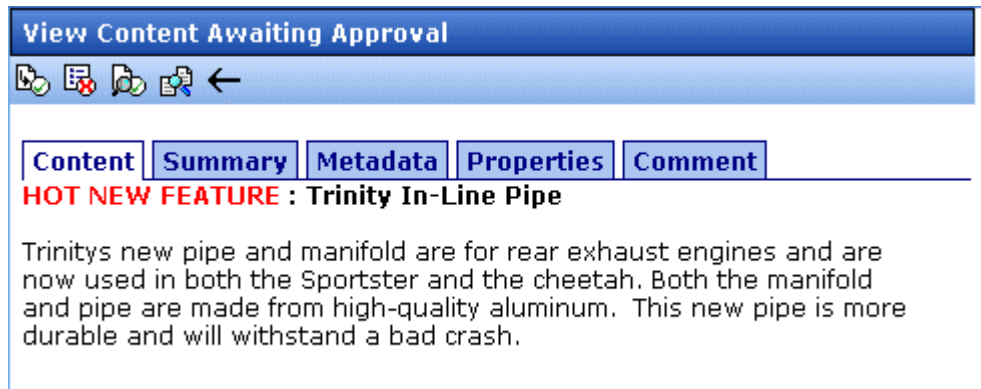 View Content Awaiting Approval
Content Summary Metadata Properties Comment
HOT NEW FEATURE : Trinity In-Line Pipe
Trinitys new pipe and manifold are for rear exhaust engines and are
now used in both the Sportster and the cheetah. Both the manifold
and pipe are made from high-quality aluminum.  This new pipe is more
durable and will withstand a bad crash.